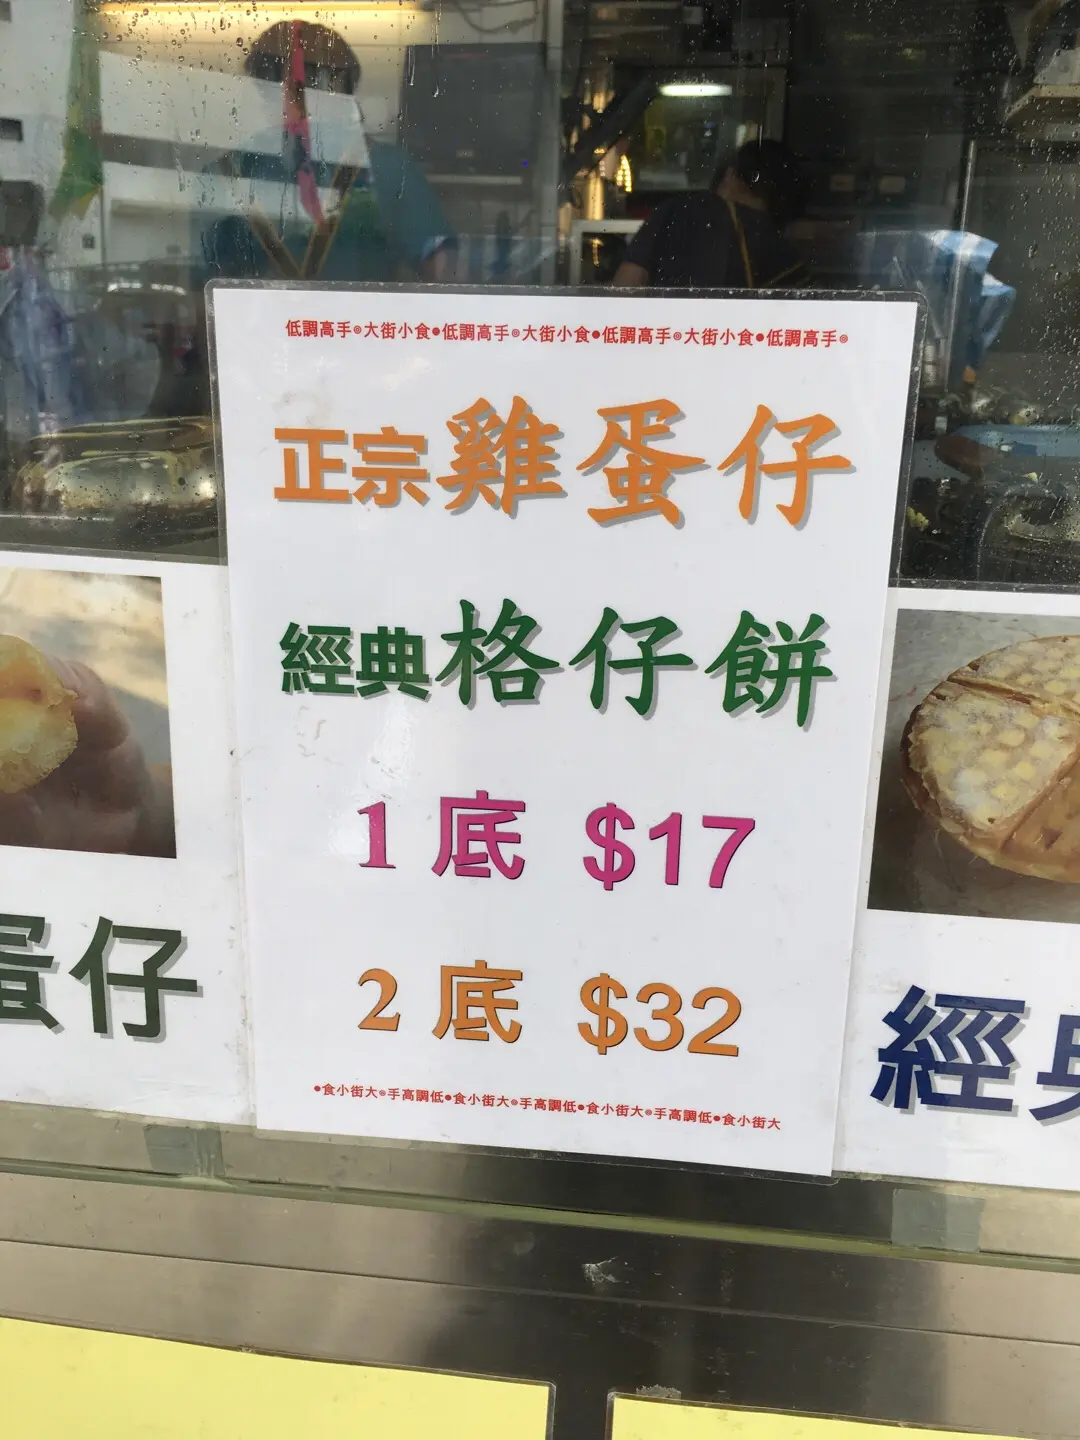 低調高手◎大街小食●低調高手◎大街小食●低調高手◎大街小食●低調高手◎
正宗雞蛋仔
經典格仔餅
1底 $17
2底 $32
●食小街大◎手高調低●食小街大◎手高調低●食小街大◎手高調低●食小街大
蛋仔
經典